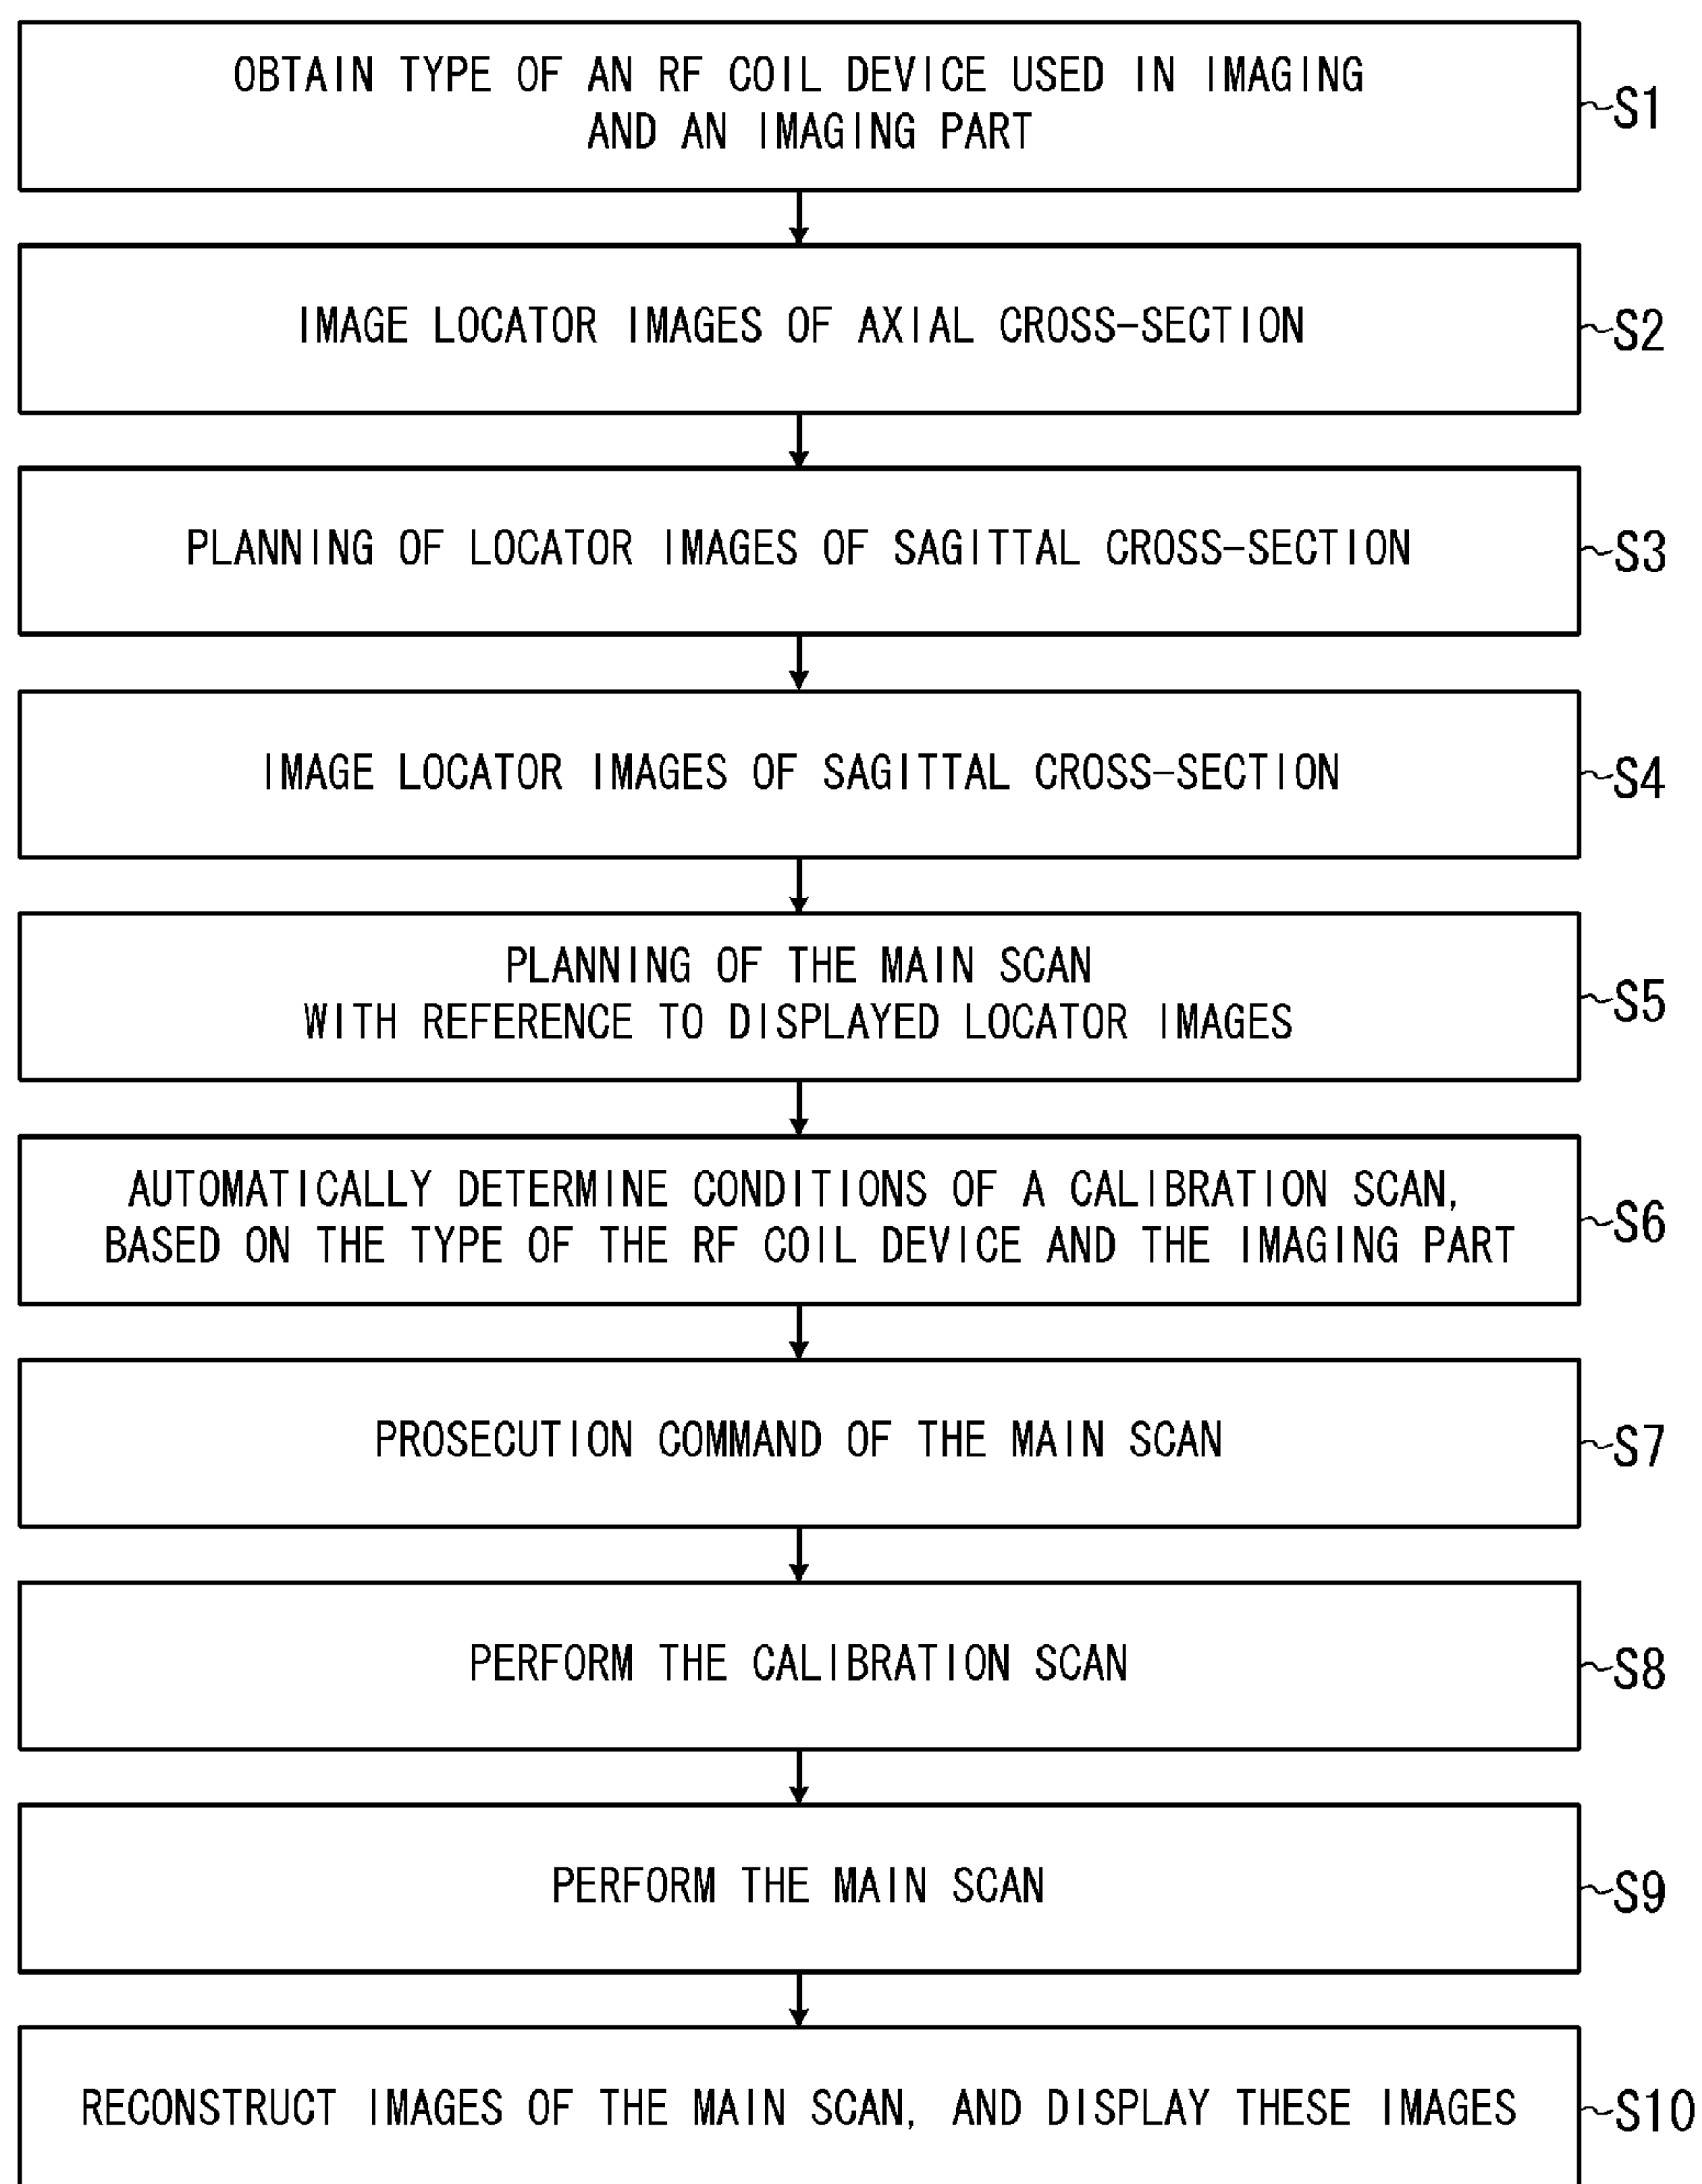 OBTAIN TYPE OF AN RF COIL DEVICE USED IN IMAGING
AND AN IMAGING PART
S1
IMAGE LOCATOR IMAGES OF AXIAL CROSS-SECTION
S2
PLANNING OF LOCATOR IMAGES OF SAGITTAL CROSS-SECTION
S3
IMAGE LOCATOR IMAGES OF SAGITTAL CROSS-SECTION
S4
PLANNING OF THE MAIN SCAN
WITH REFERENCE TO DISPLAYED LOCATOR IMAGES
S5
AUTOMATICALLY DETERMINE CONDITIONS OF A CALIBRATION SCAN,
BASED ON THE TYPE OF THE RF COIL DEVICE AND THE IMAGING PART
S6
PROSECUTION COMMAND OF THE MAIN SCAN
S7
PERFORM THE CALIBRATION SCAN
S8
PERFORM THE MAIN SCAN
S9
RECONSTRUCT IMAGES OF THE MAIN SCAN, AND DISPLAY THESE IMAGES
S10